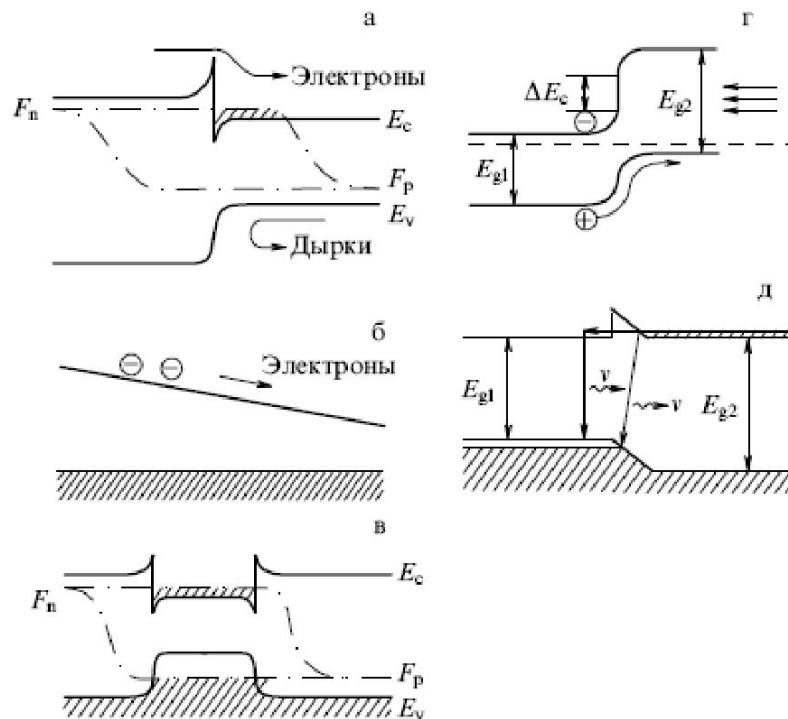 а
Электроны
F_n
E_c
F_p
E_v
Дырки
б
Электроны
в
E_c
F_n
F_p
E_v
г
ΔE_c
E_g2
E_g1
д
E_g1
ν
ν
E_g2